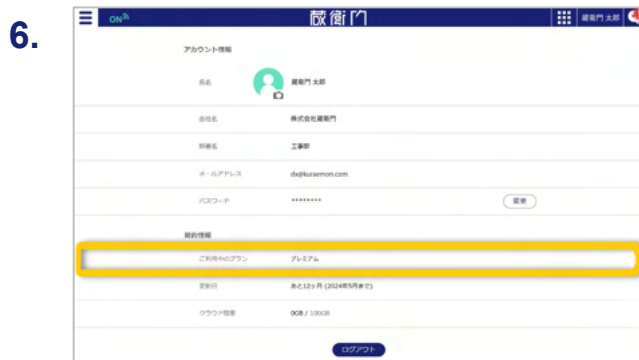 6.
ON
蔵衛門
蔵衛門 太郎
アカウント情報
氏名 蔵衛門 太郎
会社名 株式会社蔵衛門
部署名 工事部
メールアドレス dx@kuraemon.com
パスワード ******** 変更
契約情報
ご利用中のプラン プレミアム
更新日 あと12ヶ月 (2024年5月まで)
クラウド容量 0GB / 100GB
ログアウト